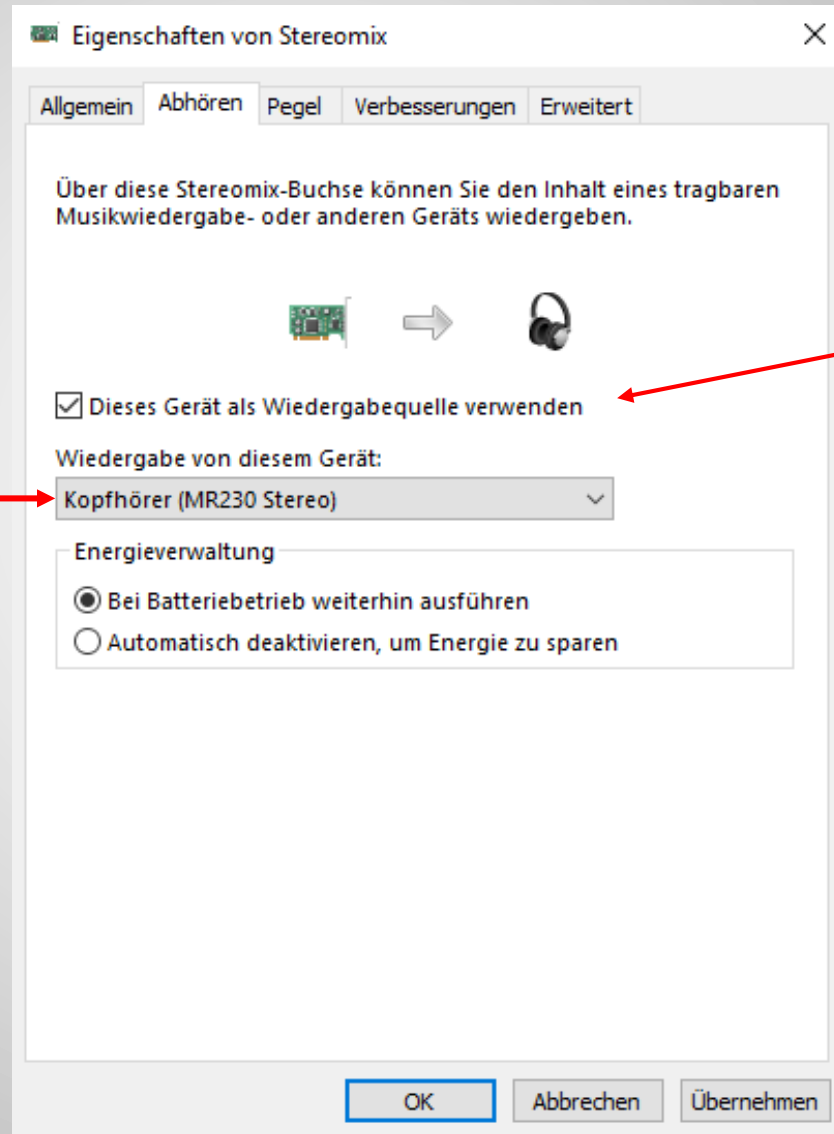 Eigenschaften von Stereomix
Allgemein Abhören Pegel Verbesserungen Erweitert
Über diese Stereomix-Buchse können Sie den Inhalt eines tragbaren
Musikwiedergabe- oder anderen Geräts wiedergeben.
Dieses Gerät als Wiedergabequelle verwenden
Wiedergabe von diesem Gerät:
Kopfhörer (MR230 Stereo)
Energieverwaltung
Bei Batteriebetrieb weiterhin ausführen
Automatisch deaktivieren, um Energie zu sparen
OK Abbrechen Übernehmen